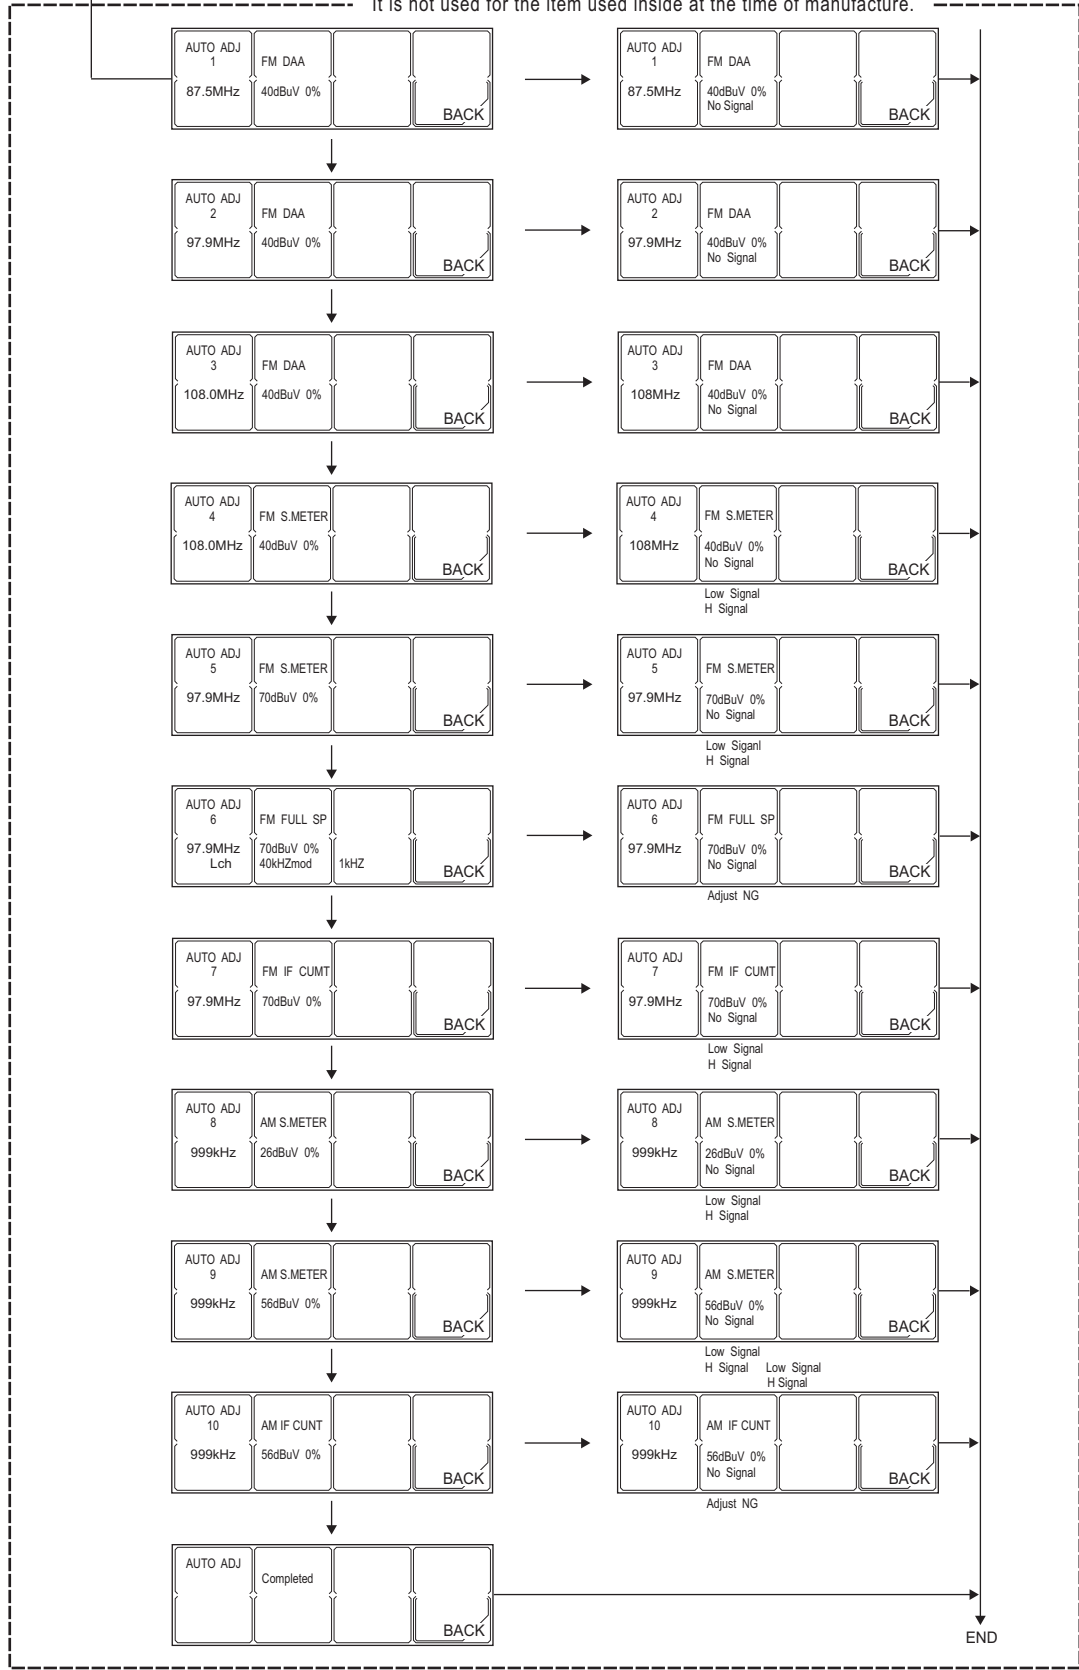 It is not used for the item used inside at the time of manufacture.
AUTO ADJ
1
FM DAA
87.5MHz
40dBuV 0%
BACK
AUTO ADJ
1
FM DAA
87.5MHz
40dBuV 0%
No Signal
BACK
AUTO ADJ
2
FM DAA
97.9MHz
40dBuV 0%
BACK
AUTO ADJ
2
FM DAA
97.9MHz
40dBuV 0%
No Signal
BACK
AUTO ADJ
3
FM DAA
108.0MHz
40dBuV 0%
BACK
AUTO ADJ
3
FM DAA
108MHz
40dBuV 0%
No Signal
BACK
AUTO ADJ
4
FM S.METER
108.0MHz
40dBuV 0%
BACK
AUTO ADJ
4
FM S.METER
108MHz
40dBuV 0%
No Signal
BACK
Low Signal
H Signal
AUTO ADJ
5
FM S.METER
97.9MHz
70dBuV 0%
BACK
AUTO ADJ
5
FM S.METER
97.9MHz
70dBuV 0%
No Signal
BACK
Low Siganl
H Signal
AUTO ADJ
6
FM FULL SP
97.9MHz
70dBuV 0%
Lch
40kHZmod
1kHZ
BACK
AUTO ADJ
6
FM FULL SP
97.9MHz
70dBuV 0%
No Signal
BACK
Adjust NG
AUTO ADJ
7
FM IF CUMT
97.9MHz
70dBuV 0%
BACK
AUTO ADJ
7
FM IF CUMT
97.9MHz
70dBuV 0%
No Signal
BACK
Low Signal
H Signal
AUTO ADJ
8
AM S.METER
999kHz
26dBuV 0%
BACK
AUTO ADJ
8
AM S.METER
999kHz
26dBuV 0%
No Signal
BACK
Low Signal
H Signal
AUTO ADJ
9
AM S.METER
999kHz
56dBuV 0%
BACK
AUTO ADJ
9
AM S.METER
999kHz
56dBuV 0%
No Signal
BACK
Low Signal
H Signal
Low Signal
H Signal
AUTO ADJ
10
AM IF CUNT
999kHz
56dBuV 0%
BACK
AUTO ADJ
10
AM IF CUNT
999kHz
56dBuV 0%
No Signal
BACK
Adjust NG
AUTO ADJ
Completed
BACK
END